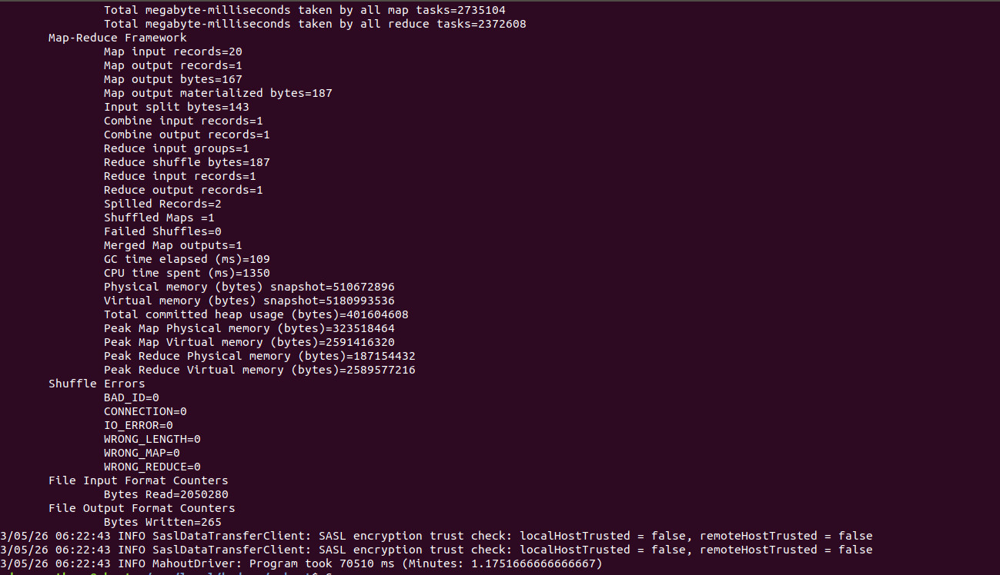 Total megabyte-milliseconds taken by all map tasks=2735104
Total megabyte-milliseconds taken by all reduce tasks=2372608
Map-Reduce Framework
Map input records=20
Map output records=1
Map output bytes=167
Map output materialized bytes=187
Input split bytes=143
Combine input records=1
Combine output records=1
Reduce input groups=1
Reduce shuffle bytes=187
Reduce input records=1
Reduce output records=1
Spilled Records=2
Shuffled Maps =1
Failed Shuffles=0
Merged Map outputs=1
GC time elapsed (ms)=109
CPU time spent (ms)=1350
Physical memory (bytes) snapshot=510672896
Virtual memory (bytes) snapshot=5180993536
Total committed heap usage (bytes)=401604608
Peak Map Physical memory (bytes)=323518464
Peak Map Virtual memory (bytes)=2591416320
Peak Reduce Physical memory (bytes)=187154432
Peak Reduce Virtual memory (bytes)=2589577216
Shuffle Errors
BAD_ID=0
CONNECTION=0
IO_ERROR=0
WRONG_LENGTH=0
WRONG_MAP=0
WRONG_REDUCE=0
File Input Format Counters
Bytes Read=2050280
File Output Format Counters
Bytes Written=265
3/05/26 06:22:43 INFO SaslDataTransferClient: SASL encryption trust check: localHostTrusted = false, remoteHostTrusted = false
3/05/26 06:22:43 INFO SaslDataTransferClient: SASL encryption trust check: localHostTrusted = false, remoteHostTrusted = false
3/05/26 06:22:43 INFO MahoutDriver: Program took 70510 ms (Minutes: 1.1751666666666667)